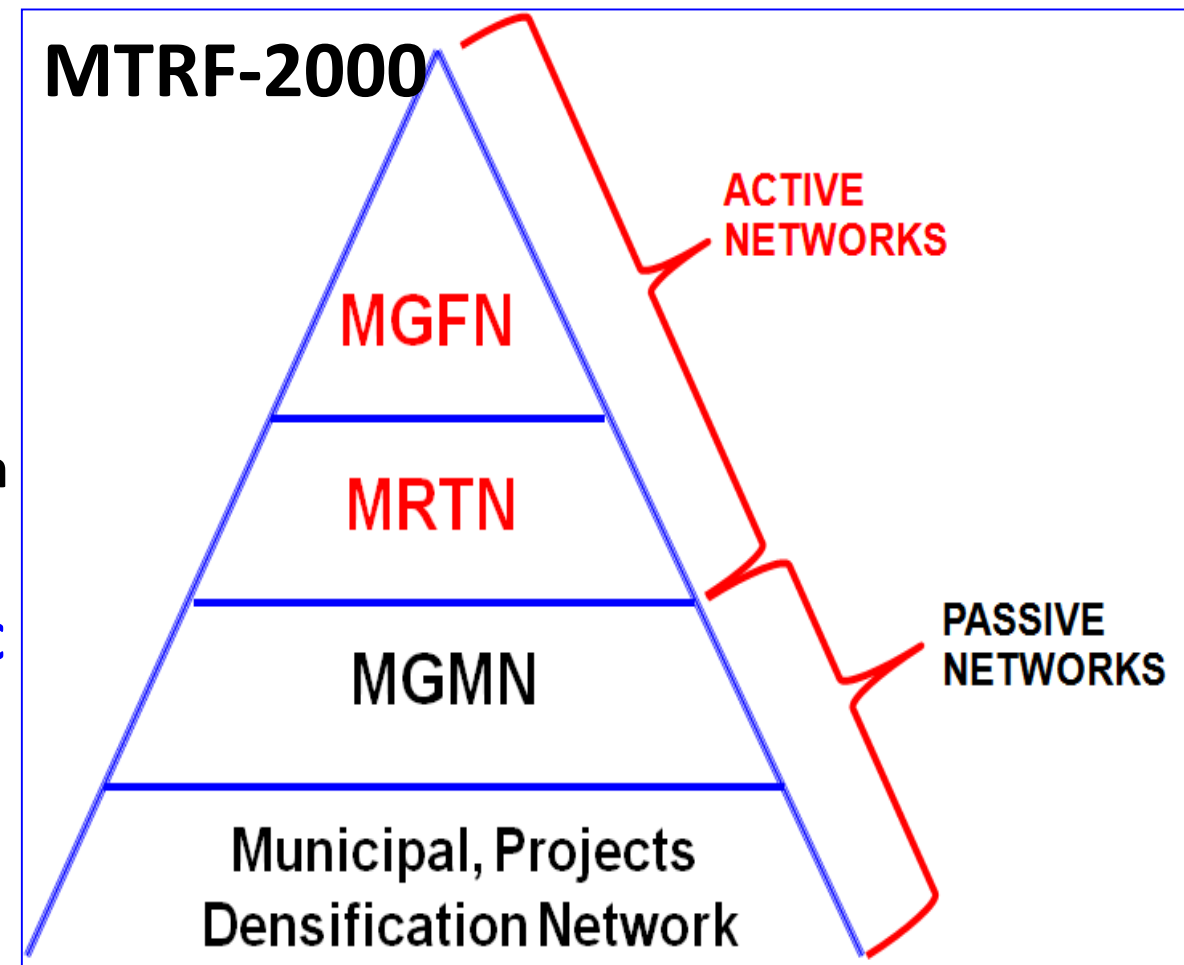 MTRF-2000
ACTIVE
NETWORKS
MGFN
MRTN
PASSIVE
NETWORKS
MGMN
Municipal, Projects
Densification Network